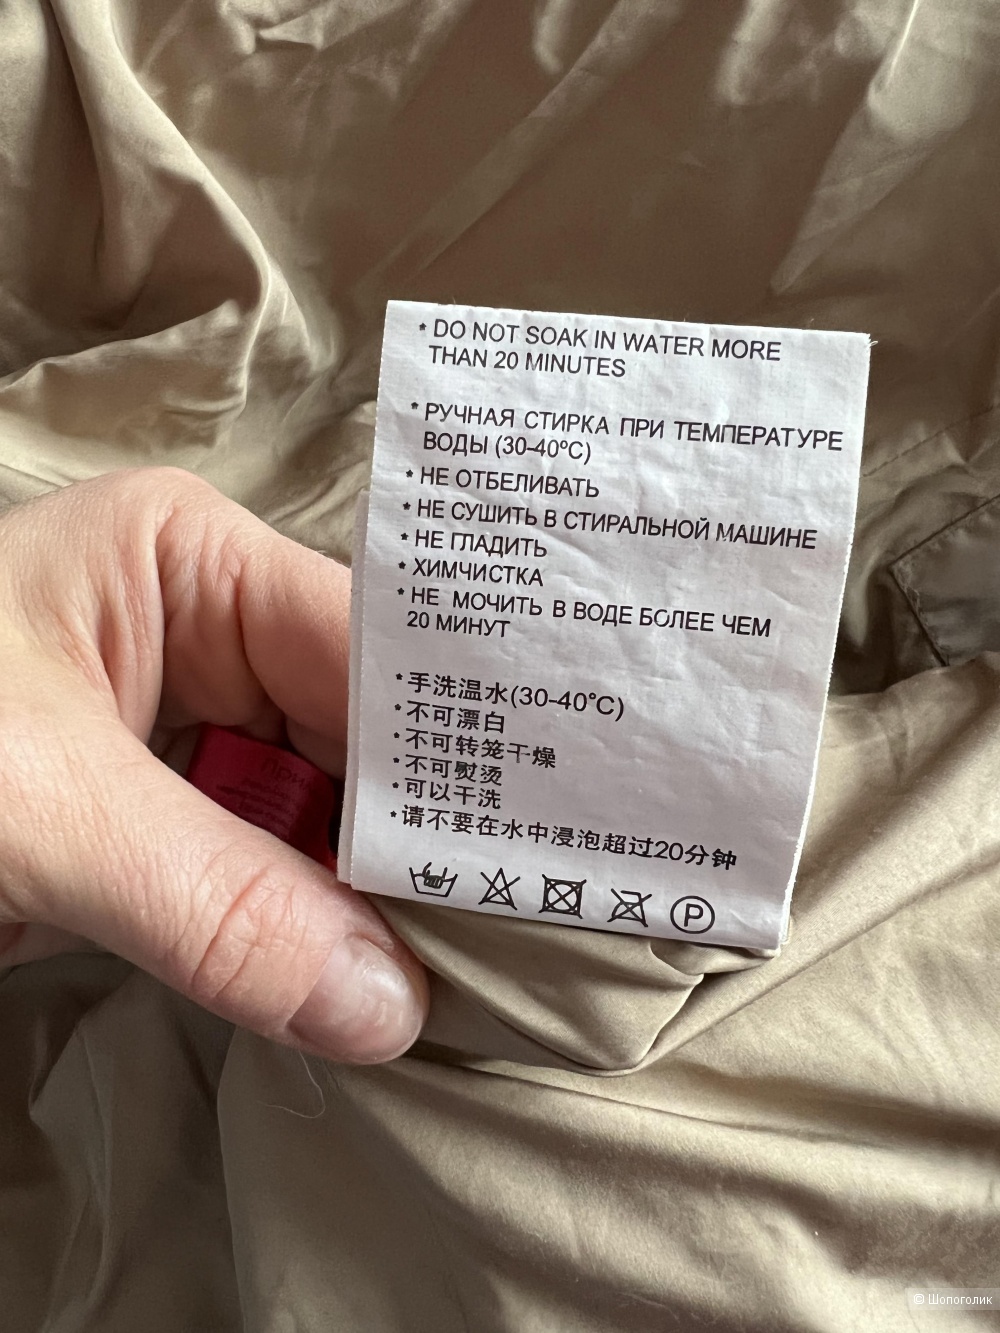 * DO NOT SOAK IN WATER MORE
THAN 20 MINUTES
* РУЧНАЯ СТИРКА ПРИ ТЕМПЕРАТУРЕ
ВОДЫ (30-40ºC)
* НЕ ОТБЕЛИВАТЬ
* НЕ СУШИТЬ В СТИРАЛЬНОЙ МАШИНЕ
* НЕ ГЛАДИТЬ
* ХИМЧИСТКА
* НЕ МОЧИТЬ В ВОДЕ БОЛЕЕ ЧЕМ
20 МИНУТ
* 手洗温水(30-40°C)
* 不可漂白
* 不可转笼干燥
* 不可熨烫
* 可以干洗
* 请不要在水中浸泡超过20分钟
P
© Шопоголик